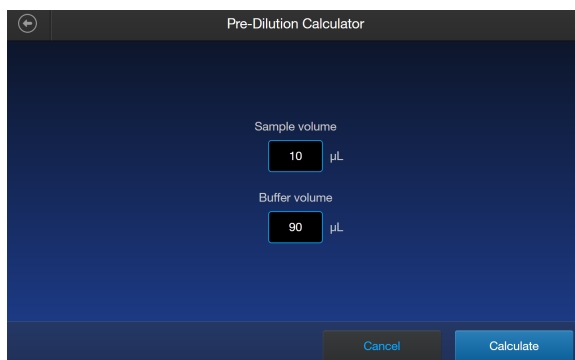 Pre-Dilution Calculator
Sample volume
10 µL
Buffer volume
90 µL
Cancel Calculate